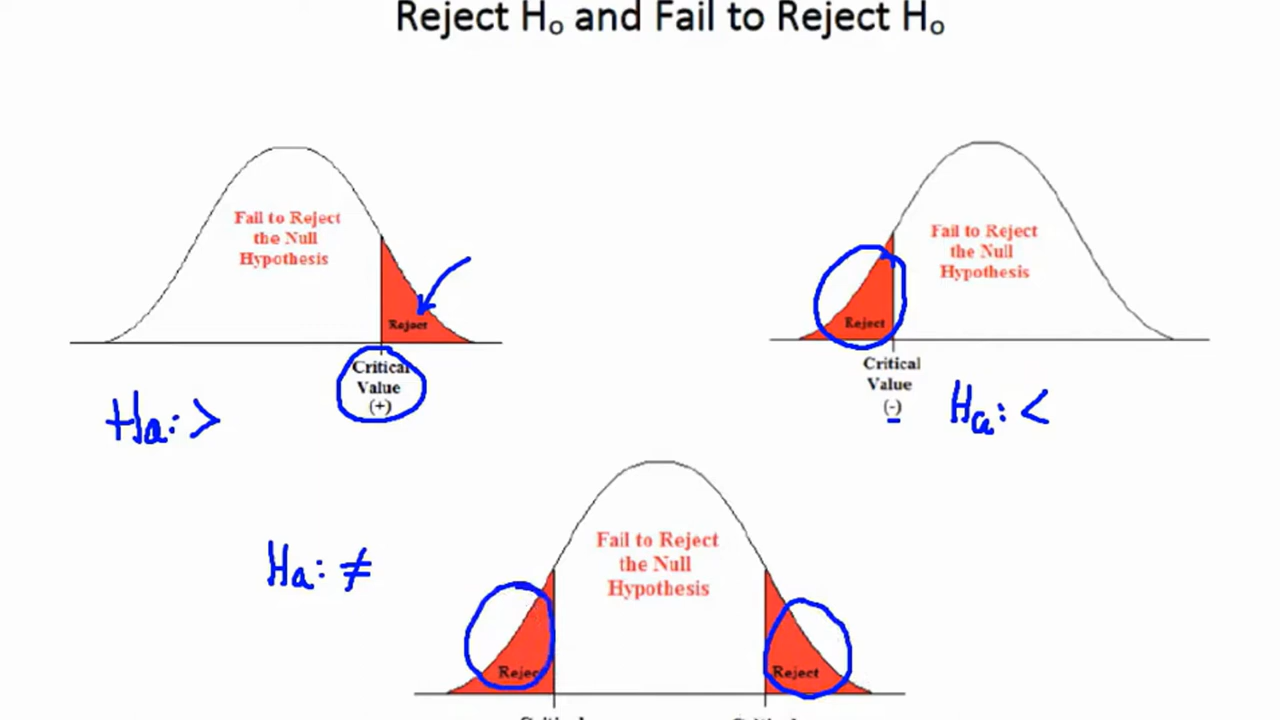 Reject Ho and Fail to Reject Ho
Fail to Reject
the Null
Hypothesis
Reject
Critical
Value
(+)
Ha: >
Fail to Reject
the Null
Hypothesis
Reject
Critical
Value
(-)
Ha: <
Ha: ≠
Fail to Reject
the Null
Hypothesis
Reject
Reject